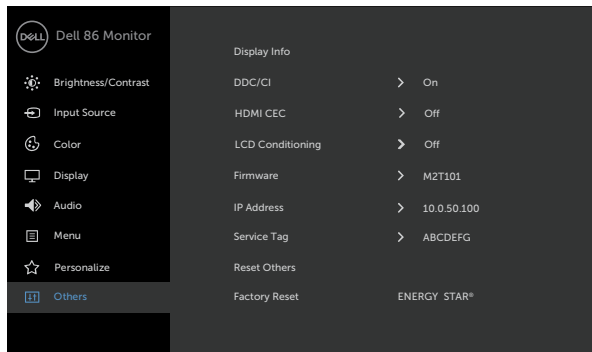 DELL Dell 86 Monitor
Brightness/Contrast
Input Source
Color
Display
Audio
Menu
Personalize
Others
Display Info
DDC/CI > On
HDMI CEC > Off
LCD Conditioning > Off
Firmware > M2T101
IP Address > 10.0.50.100
Service Tag > ABCDEFG
Reset Others
Factory Reset ENERGY STAR®